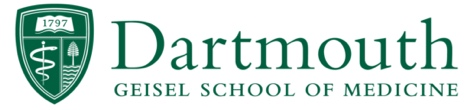 1797
Dartmouth
GEISEL SCHOOL OF MEDICINE